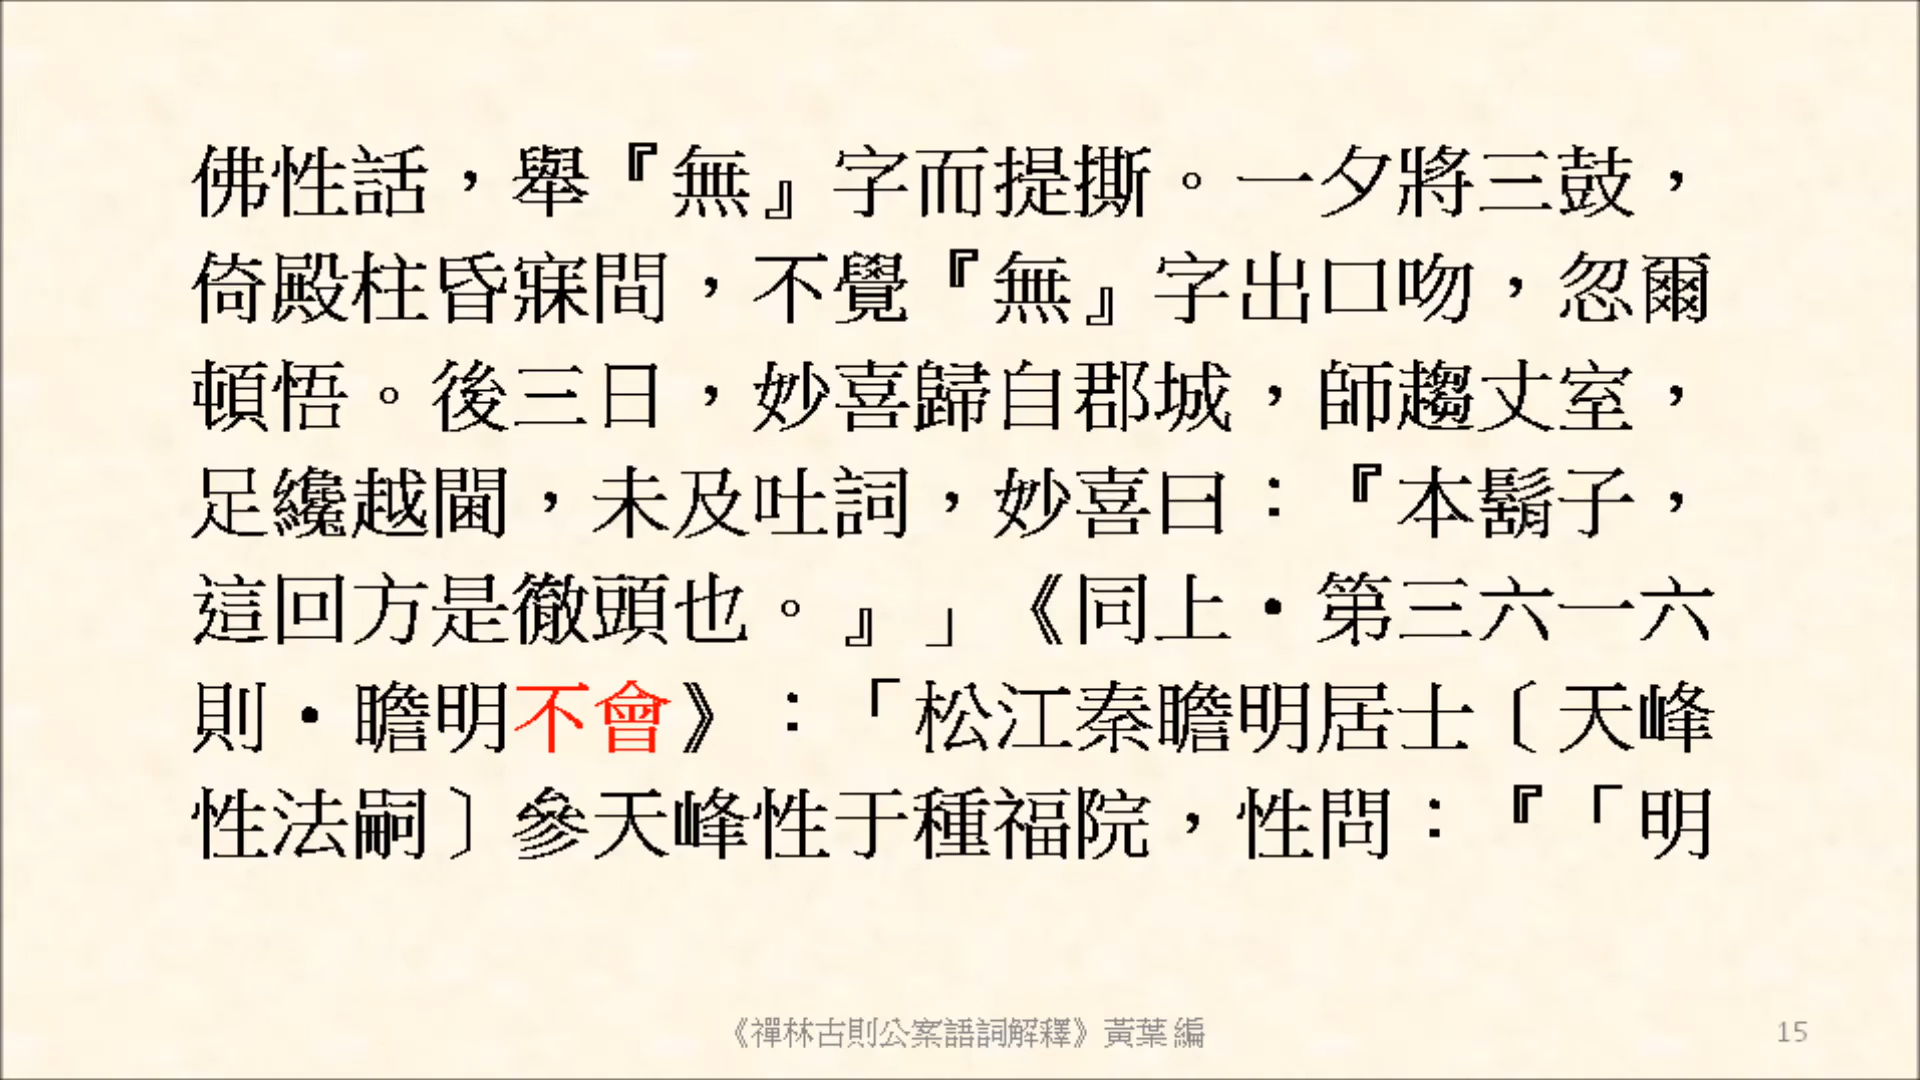 佛性話，舉『無』字而提撕。一夕將三鼓，
倚殿柱昏寐間，不覺『無』字出口吻，忽爾
頓悟。後三日，妙喜歸自郡城，師趨丈室，
足纔越閫，未及吐詞，妙喜曰：『本鬍子，
這回方是徹頭也。』」《同上•第三六一六
則•瞻明不會》：「松江秦瞻明居士〔天峰
性法嗣〕參天峰性于種福院，性問：『「明
《禪林古則公案語詞解釋》黃葉編
15